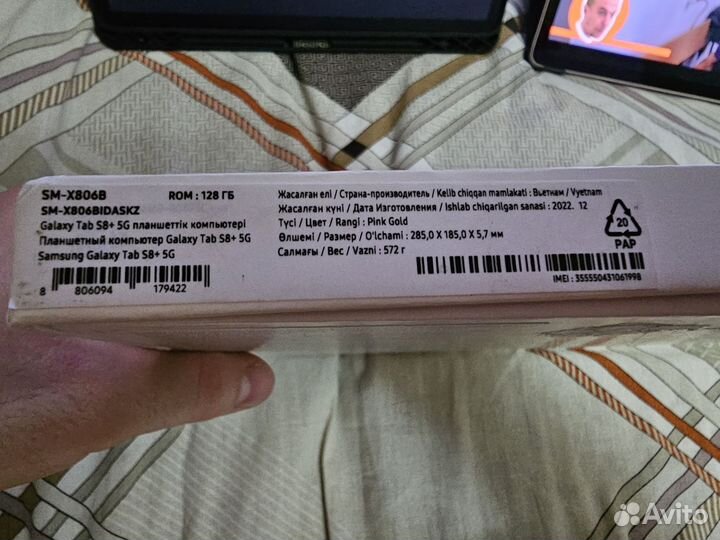 SM-X806B ROM : 128 ГБ
SM-X806BIDASKZ
Galaxy Tab S8+ 5G планшеттік компьютері
Планшетный компьютер Galaxy Tab S8+ 5G
Samsung Galaxy Tab S8+ 5G
8 806094 179422
Жасалған елі / Страна-производитель / Kelib chiqqan mamlakati : Вьетнам / Vyetnam
Жасалған күні / Дата Изготовления / Ishlab chiqarilgan sanasi : 2022. 12
Түсі / Цвет / Rangi : Pink Gold
Өлшемі / Размер / O'lchami : 285,0 X 185,0 X 5,7 мм
Салмағы / Вес / Vazni : 572 г
IMEI : 355550431061998
20
PAP
Avito